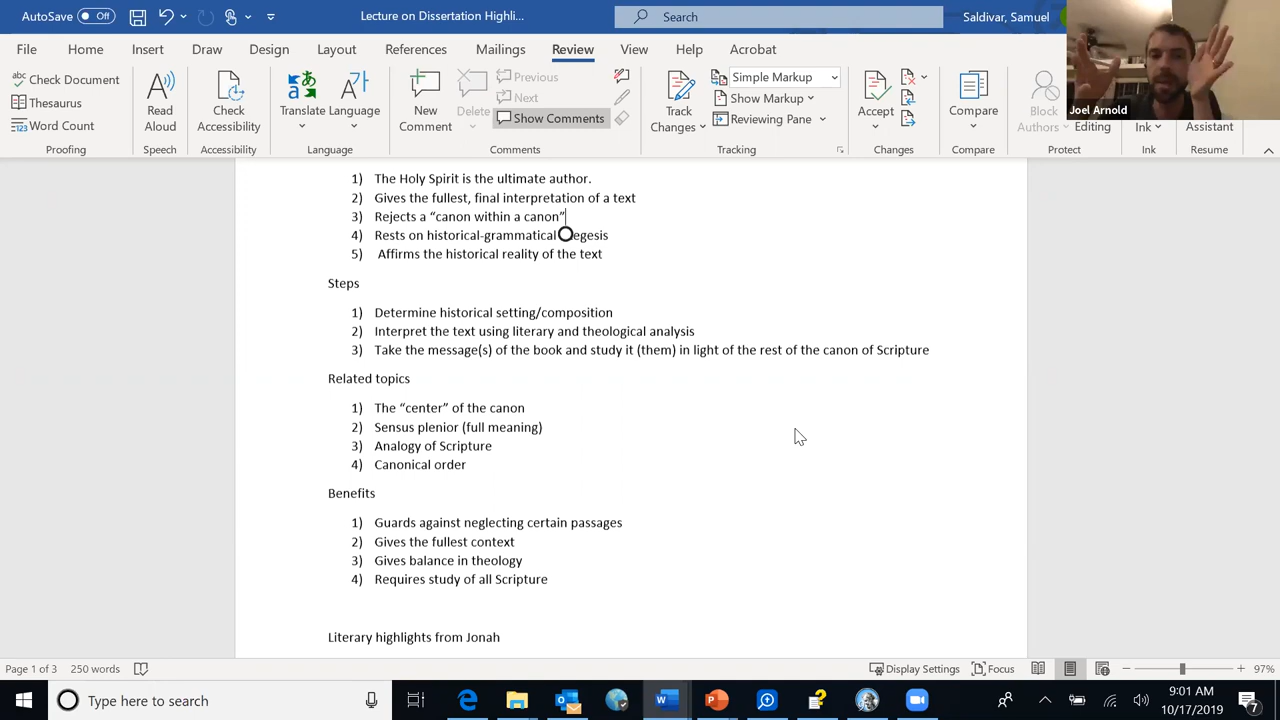 AutoSave Off Lecture on Dissertation Highli... Search Saldivar, Samuel
File Home Insert Draw Design Layout References Mailings Review View Help Acrobat
Joel Arnold
abc Check Document
Thesaurus
Word Count
Proofing
Read Aloud
Speech
Check Accessibility
Accessibility
Translate Language
Language
New Comment
Delete
Previous
Next
Show Comments
Comments
Track Changes
Simple Markup
Show Markup
Reviewing Pane
Tracking
Accept
Changes
Compare
Compare
Block Authors
Editing
Protect
Ink
Ink
Assistant
Resume
1) The Holy Spirit is the ultimate author.
2) Gives the fullest, final interpretation of a text
3) Rejects a “canon within a canon”
4) Rests on historical-grammatical egesis
5) Affirms the historical reality of the text
Steps
1) Determine historical setting/composition
2) Interpret the text using literary and theological analysis
3) Take the message(s) of the book and study it (them) in light of the rest of the canon of Scripture
Related topics
1) The “center” of the canon
2) Sensus plenior (full meaning)
3) Analogy of Scripture
4) Canonical order
Benefits
1) Guards against neglecting certain passages
2) Gives the fullest context
3) Gives balance in theology
4) Requires study of all Scripture
Literary highlights from Jonah
Page 1 of 3 250 words Display Settings Focus 97%
Type here to search
9:01 AM
10/17/2019
7